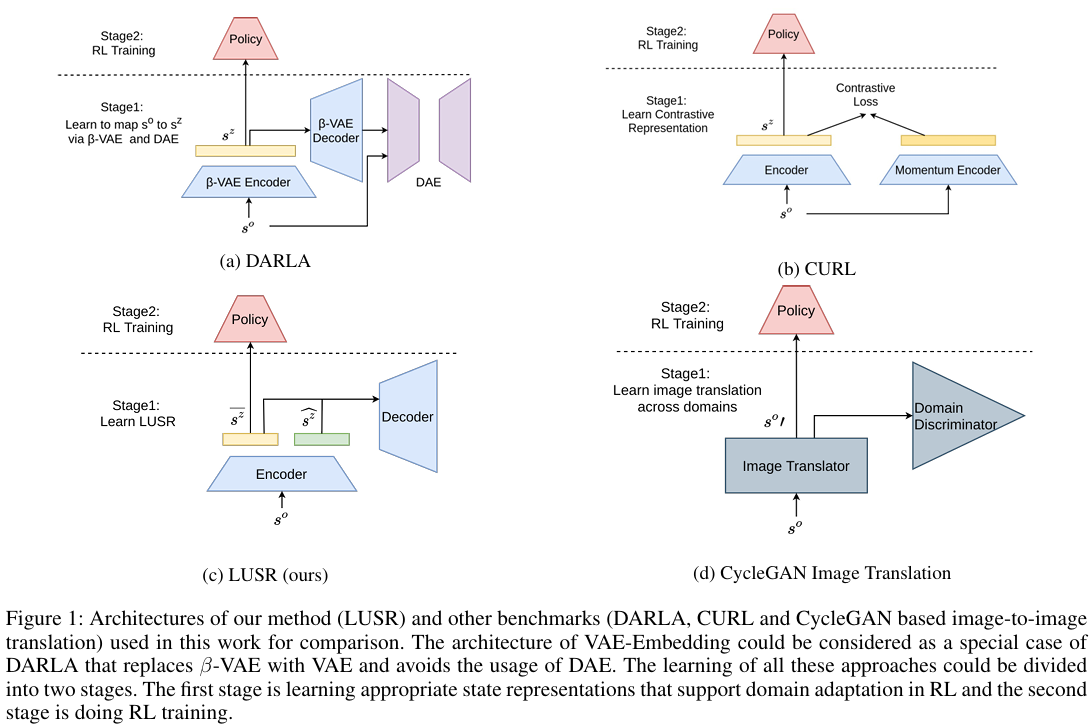 Stage2:
RL Training
Policy
Stage1:
Learn to map s^o to s^z
via β-VAE and DAE
s^z
β-VAE
Decoder
β-VAE Encoder
DAE
s^o
(a) DARLA
Stage2:
RL Training
Policy
Stage1:
Learn Contrastive
Representation
Contrastive
Loss
s^z
Encoder
Momentum Encoder
s^o
(b) CURL
Stage2:
RL Training
Policy
Stage1:
Learn LUSR
\overline{s^z}
\widehat{s^z}
Decoder
Encoder
s^o
(c) LUSR (ours)
Stage2:
RL Training
Policy
Stage1:
Learn image translation
across domains
s^o′
Domain
Discriminator
Image Translator
s^o
(d) CycleGAN Image Translation
Figure 1: Architectures of our method (LUSR) and other benchmarks (DARLA, CURL and CycleGAN based image-to-image
translation) used in this work for comparison. The architecture of VAE-Embedding could be considered as a special case of
DARLA that replaces β-VAE with VAE and avoids the usage of DAE. The learning of all these approaches could be divided
into two stages. The first stage is learning appropriate state representations that support domain adaptation in RL and the second
stage is doing RL training.